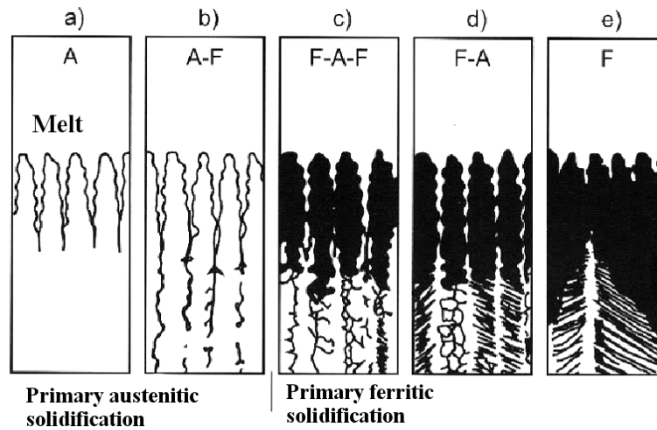 a) b) c) d) e)
A A-F F-A-F F-A F
Melt
Primary austenitic
solidification
Primary ferritic
solidification